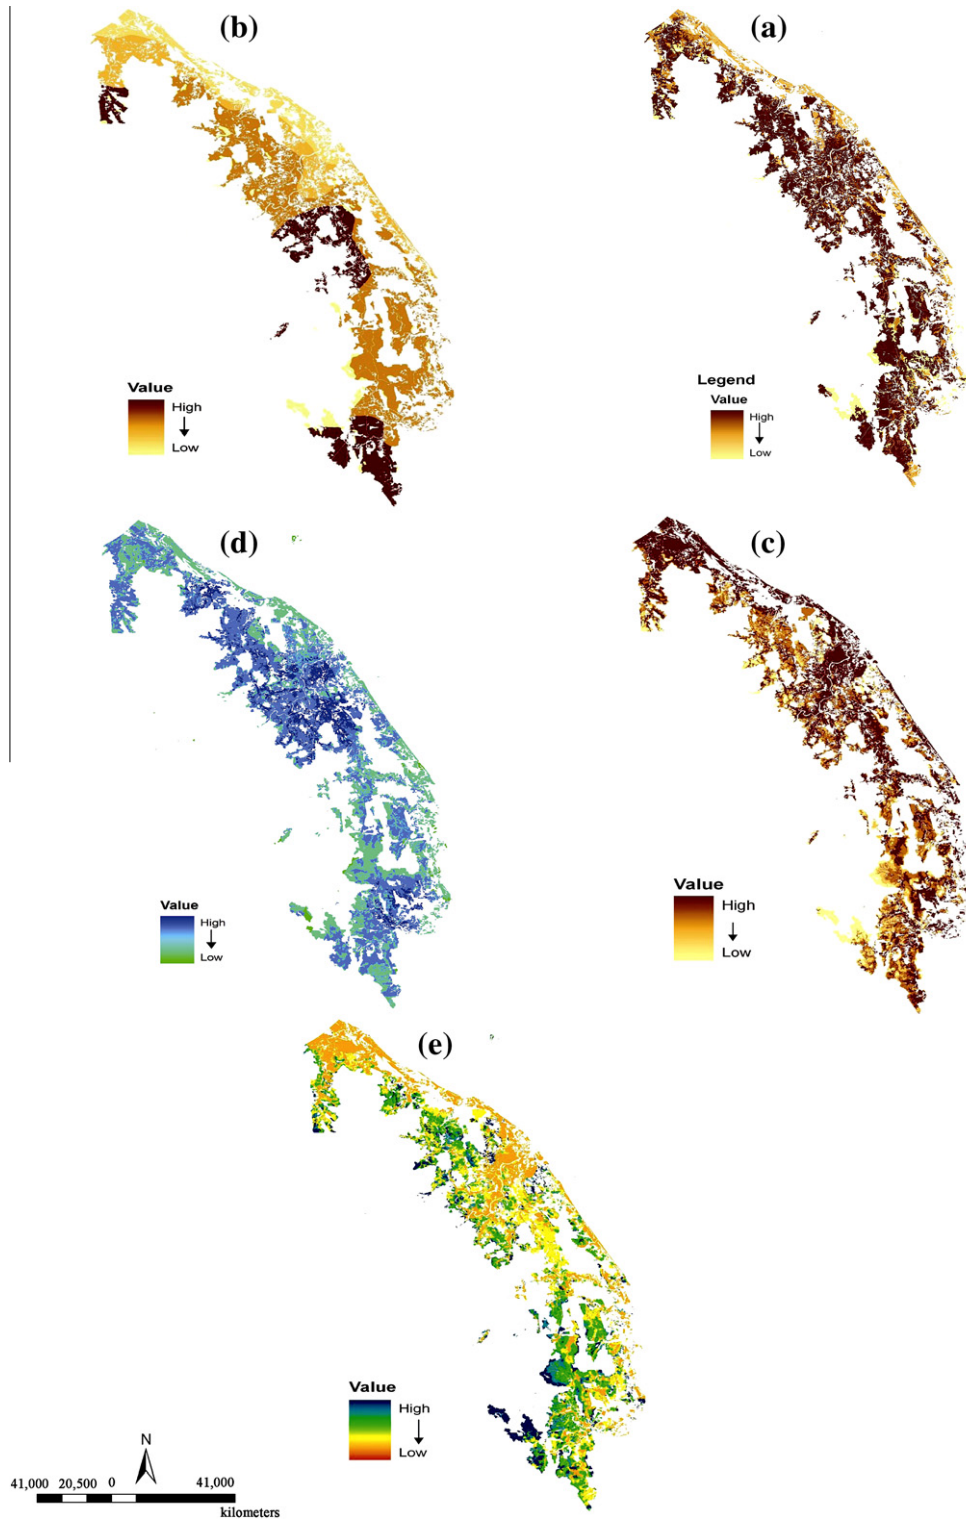 (b)
(a)
Value
High
Low
Legend
Value
High
Low
(d)
(c)
Value
High
Low
Value
High
Low
(e)
Value
High
Low
N
41,000 20,500 0 41,000
kilometers